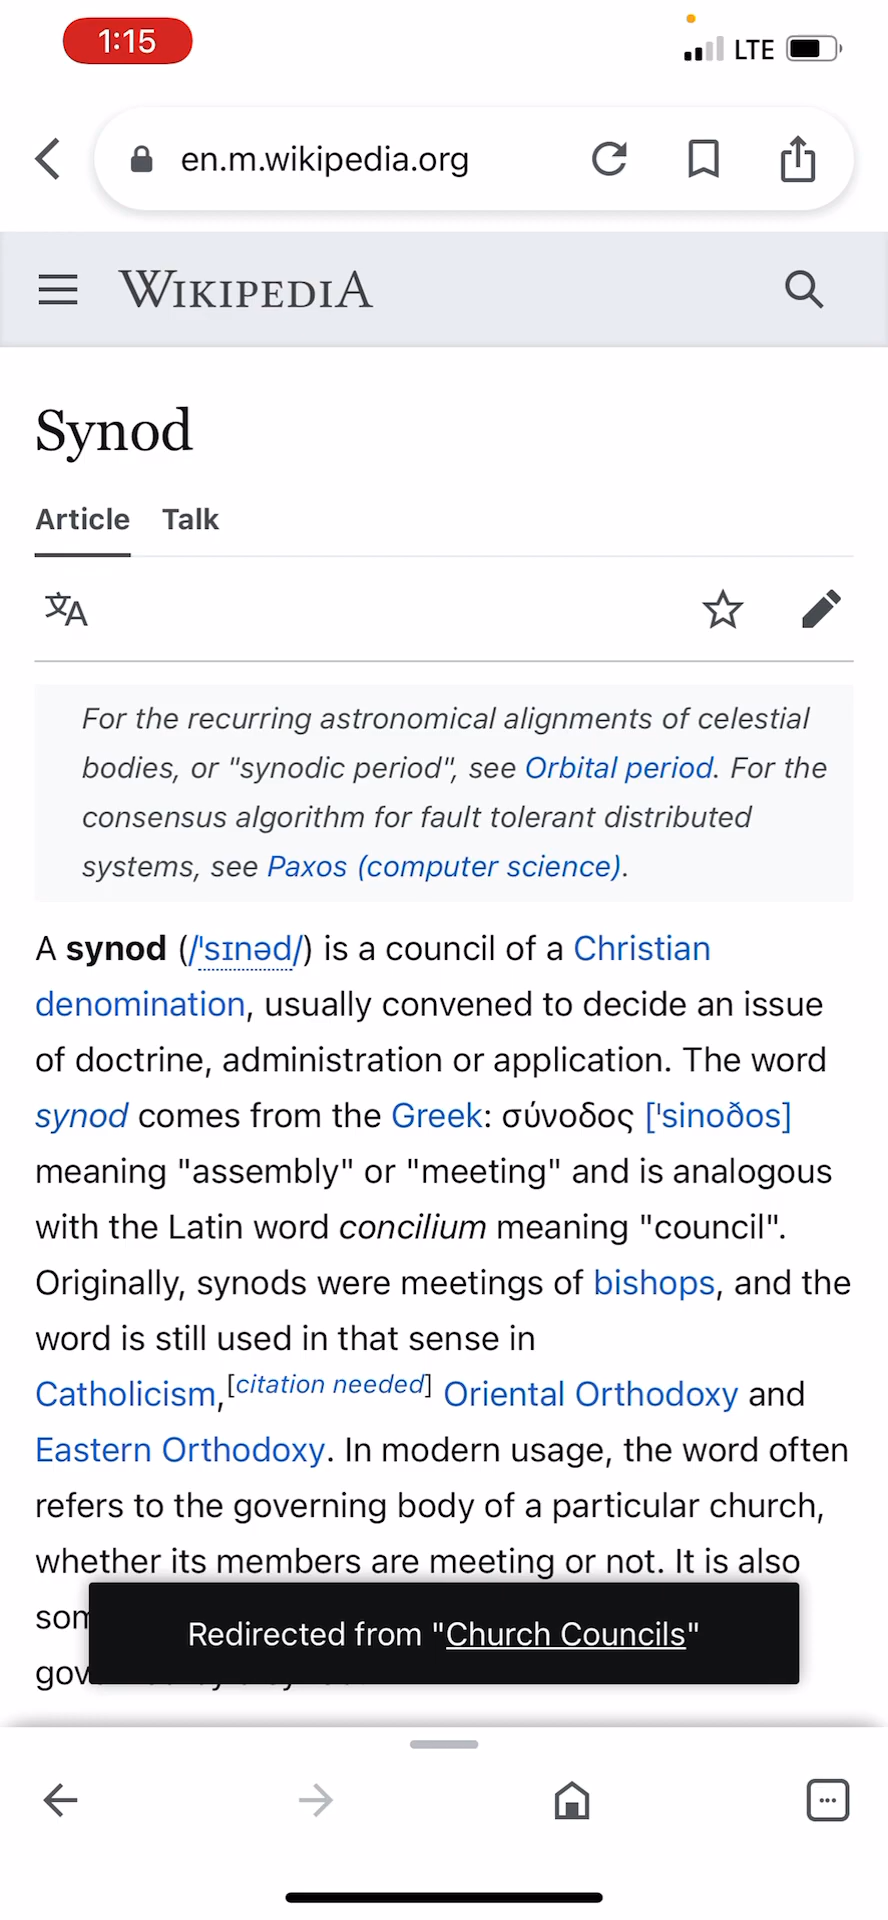 1:15
LTE
en.m.wikipedia.org
WIKIPEDIA
Synod
Article Talk
For the recurring astronomical alignments of celestial
bodies, or "synodic period", see Orbital period. For the
consensus algorithm for fault tolerant distributed
systems, see Paxos (computer science).
A synod (/ˈsɪnəd/) is a council of a Christian
denomination, usually convened to decide an issue
of doctrine, administration or application. The word
synod comes from the Greek: σύνοδος [ˈsinoðos]
meaning "assembly" or "meeting" and is analogous
with the Latin word concilium meaning "council".
Originally, synods were meetings of bishops, and the
word is still used in that sense in
Catholicism,[citation needed] Oriental Orthodoxy and
Eastern Orthodoxy. In modern usage, the word often
refers to the governing body of a particular church,
whether its members are meeting or not. It is also
Redirected from "Church Councils"